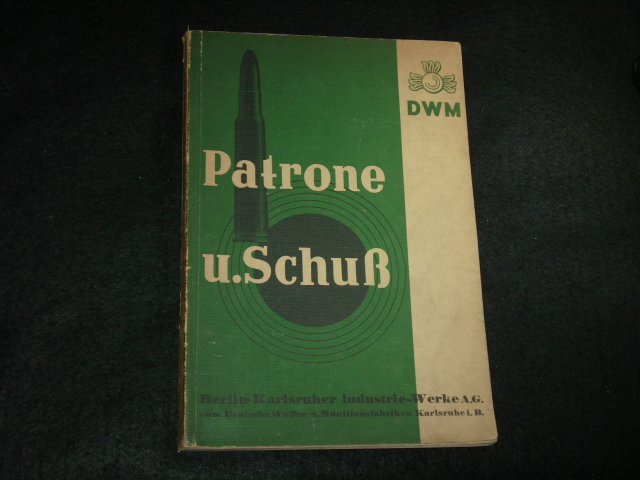 DWM
Patrone
u.Schuß
Berlin-Karlsruher Industrie-Werke A.G.
vorm. Deutsche Waffen- u. Munitionsfabriken Karlsruhe i. B.